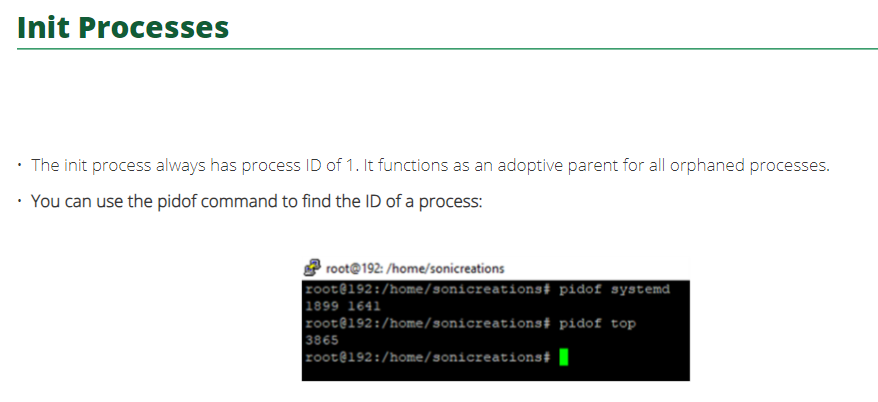 Init Processes
• The init process always has process ID of 1. It functions as an adoptive parent for all orphaned processes.
• You can use the pidof command to find the ID of a process:
root@192: /home/sonicreations
root@192:/home/sonicreations# pidof systemd
1899 1641
root@192:/home/sonicreations# pidof top
3865
root@192:/home/sonicreations#